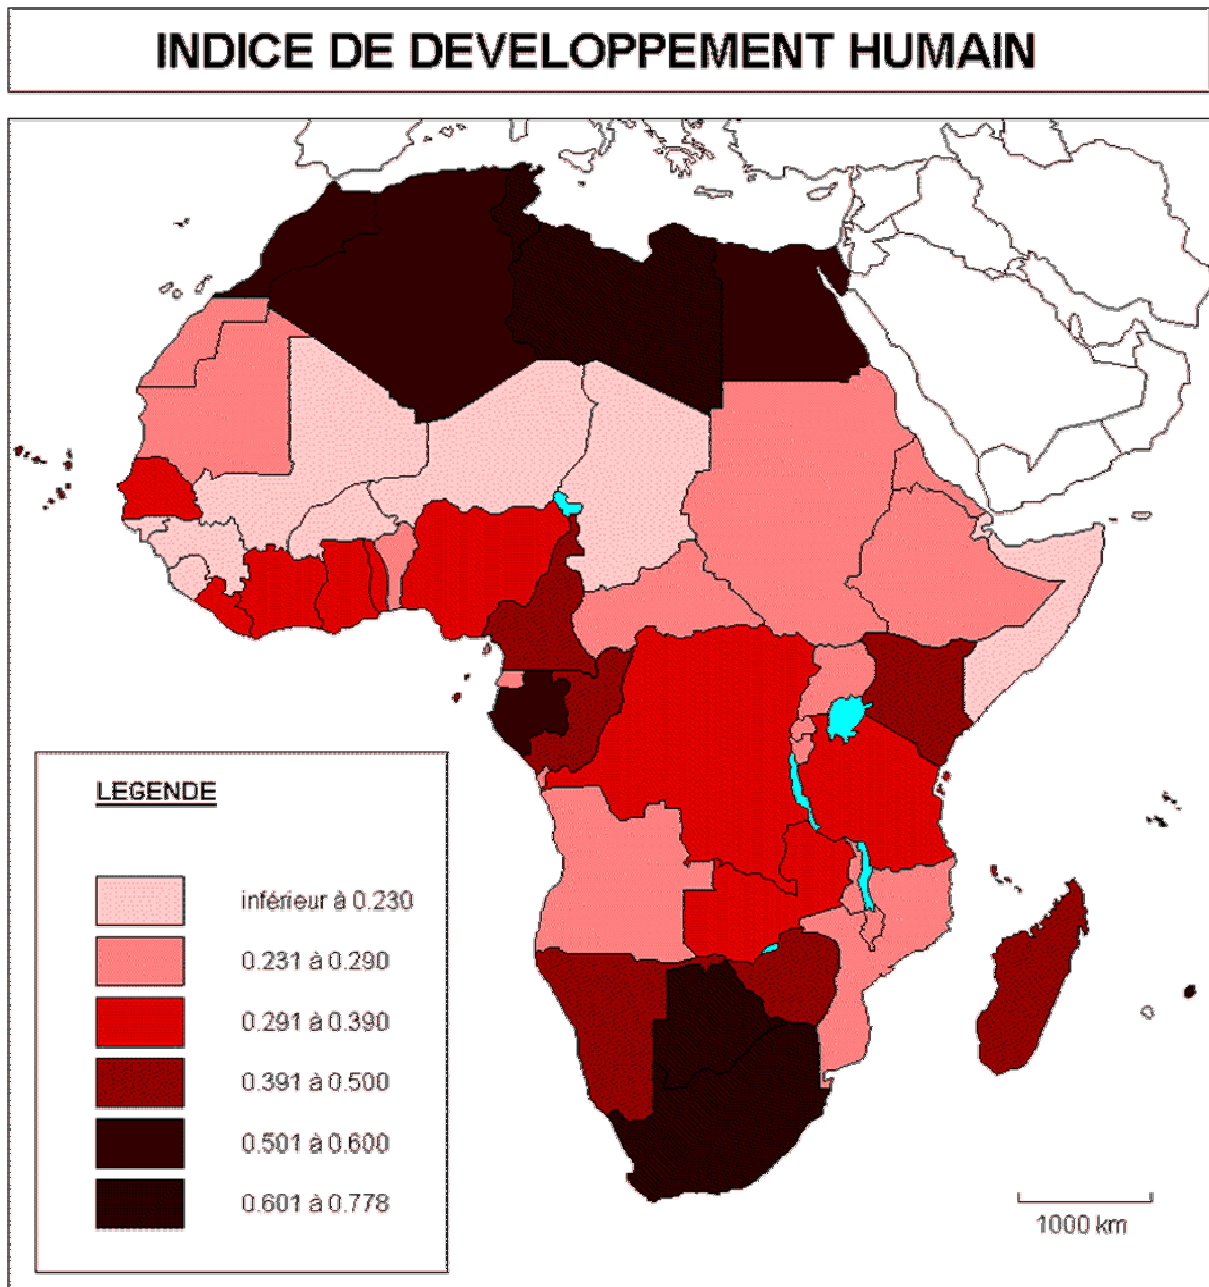 INDICE DE DEVELOPPEMENT HUMAIN
LEGENDE
inférieur à 0.230
0.231 à 0.290
0.291 à 0.390
0.391 à 0.500
0.501 à 0.600
0.601 à 0.778
1000 km